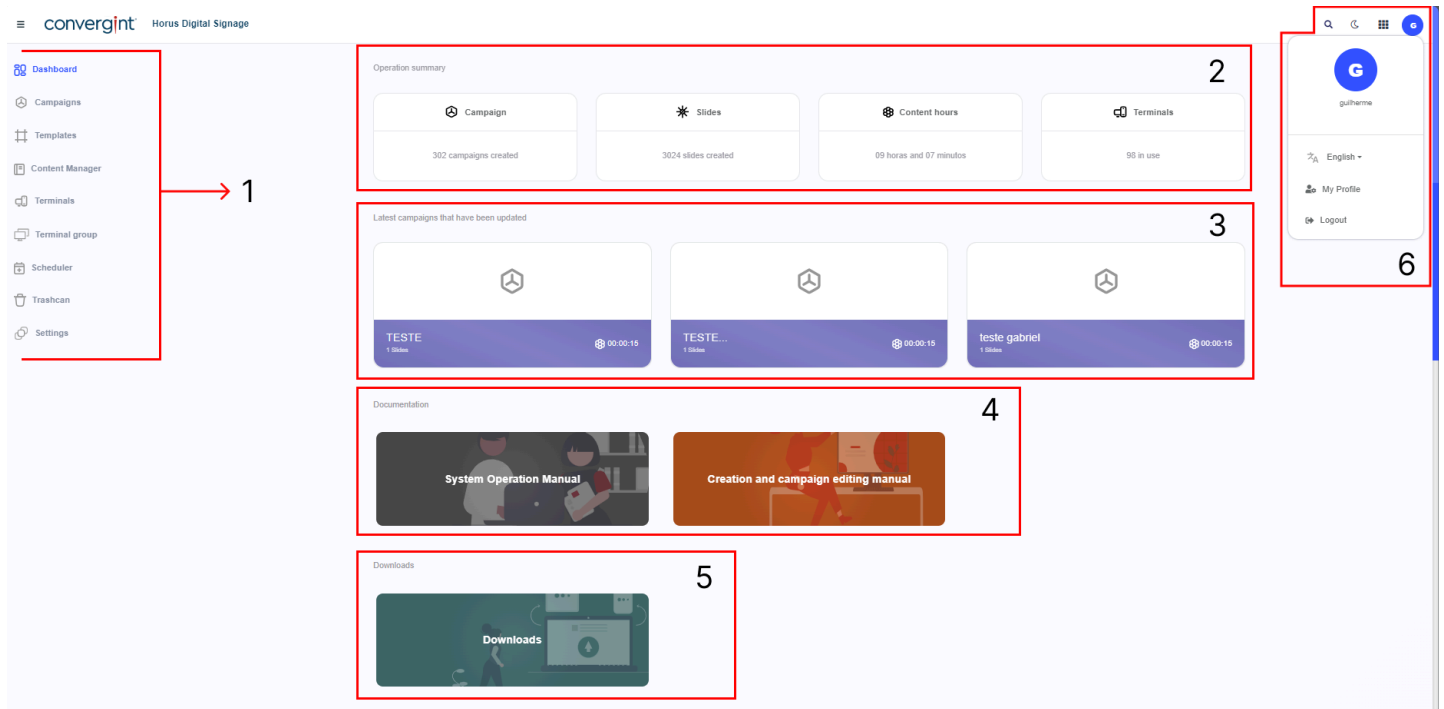 convergint Horus Digital Signage
G
Dashboard
Campaigns
Templates
Content Manager
Terminals
Terminal group
Scheduler
Trashcan
Settings
1
Operation summary
2
Campaign
302 campaigns created
Slides
3024 slides created
Content hours
09 horas and 07 minutos
Terminals
98 in use
Latest campaigns that have been updated
3
TESTE
1 Slides
00:00:15
TESTE...
1 Slides
00:00:15
teste gabriel
1 Slides
00:00:15
Documentation
4
System Operation Manual
Creation and campaign editing manual
Downloads
5
Downloads
G
guilherme
English
My Profile
Logout
6